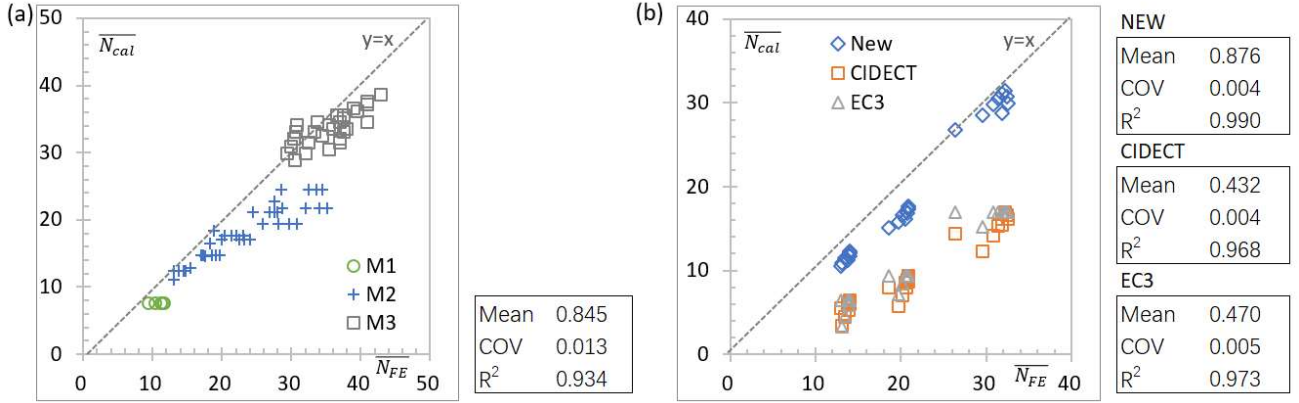 (a)
50
40
30
20
10
0
0 10 20 30 40 50
N_cal
y=x
M1
M2
M3
N_FE
Mean 0.845
COV 0.013
R² 0.934
(b)
40
30
20
10
0
0 10 20 30 40
N_cal
y=x
New
CIDECT
EC3
N_FE
NEW
Mean 0.876
COV 0.004
R² 0.990
CIDECT
Mean 0.432
COV 0.004
R² 0.968
EC3
Mean 0.470
COV 0.005
R² 0.973